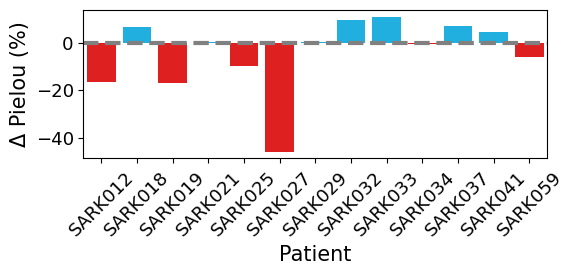 Δ Pielou (%)
0
−20
−40
SARK012
SARK018
SARK019
SARK021
SARK025
SARK027
SARK029
SARK032
SARK033
SARK034
SARK037
SARK041
SARK059
Patient